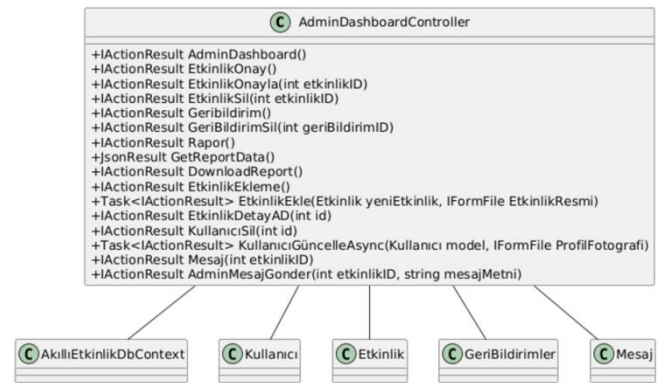 C AdminDashboardController
+IActionResult AdminDashboard()
+IActionResult EtkinlikOnay()
+IActionResult EtkinlikOnayla(int etkinlikID)
+IActionResult EtkinlikSil(int etkinlikID)
+IActionResult Geribildirim()
+IActionResult GeriBildirimSil(int geriBildirimID)
+IActionResult Rapor()
+JsonResult GetReportData()
+IActionResult DownloadReport()
+IActionResult EtkinlikEkleme()
+Task<IActionResult> EtkinlikEkle(Etkinlik yeniEtkinlik, IFormFile EtkinlikResmi)
+IActionResult EtkinlikDetayAD(int id)
+IActionResult KullanıcıSil(int id)
+Task<IActionResult> KullanıcıGüncelleAsync(Kullanıcı model, IFormFile ProfilFotografi)
+IActionResult Mesaj(int etkinlikID)
+IActionResult AdminMesajGonder(int etkinlikID, string mesajMetni)
C AkıllıEtkinlikDbContext
C Kullanıcı
C Etkinlik
C GeriBildirimler
C Mesaj